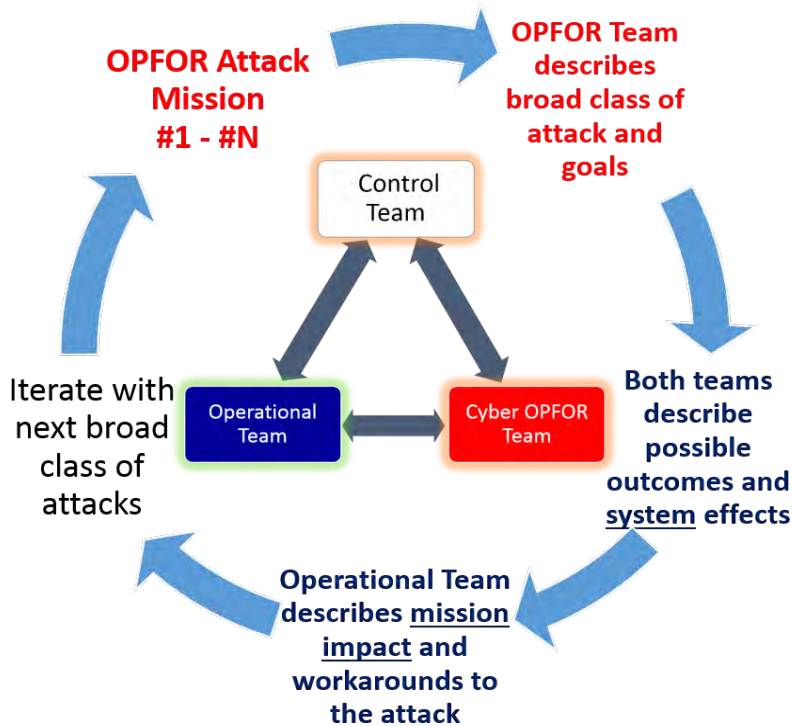 OPFOR Attack
Mission
#1 - #N
OPFOR Team
describes
broad class of
attack and
goals
Control
Team
Operational
Team
Cyber OPFOR
Team
Both teams
describe
possible
outcomes and
system effects
Operational Team
describes mission
impact and
workarounds to
the attack
Iterate with
next broad
class of
attacks